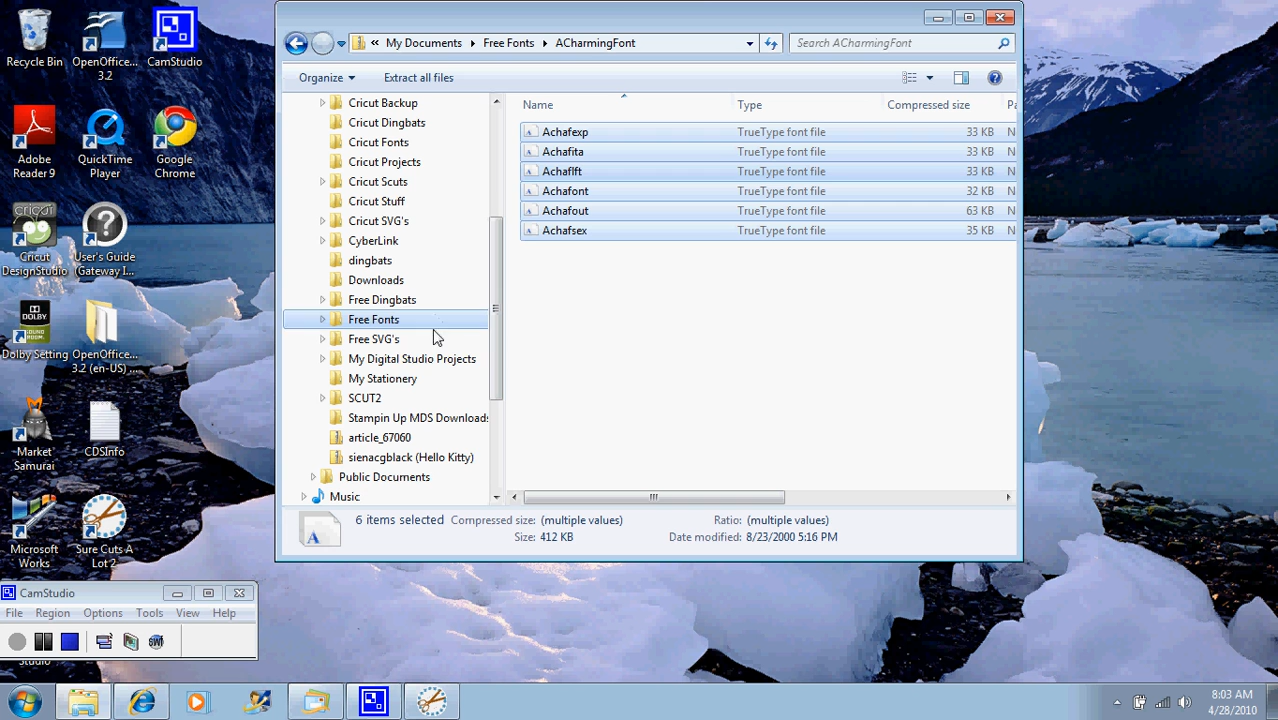 Recycle Bin
OpenOffice...
3.2
CamStudio
Adobe
Reader 9
QuickTime
Player
Google
Chrome
cricut
Cricut
DesignStudio
User's Guide
(Gateway I...
DOLBY
SOUND ROOM
Dolby Setting
OpenOffice...
3.2 (en-US) ...
Market
Samurai
CDSInfo
Microsoft
Works
Sure Cuts A
Lot 2
« My Documents Free Fonts ACharmingFont
Search ACharmingFont
Organize Extract all files
Cricut Backup
Cricut Dingbats
Cricut Fonts
Cricut Projects
Cricut Scuts
Cricut Stuff
Cricut SVG's
CyberLink
dingbats
Downloads
Free Dingbats
Free Fonts
Free SVG's
My Digital Studio Projects
My Stationery
SCUT2
Stampin Up MDS Downloads
article_67060
sienacgblack (Hello Kitty)
Public Documents
Music
Name Type Compressed size Pa
Achafexp TrueType font file 33 KB N
Achafita TrueType font file 33 KB N
Achaflft TrueType font file 33 KB N
Achafont TrueType font file 32 KB N
Achafout TrueType font file 63 KB N
Achafsex TrueType font file 35 KB N
6 items selected Compressed size: (multiple values) Ratio: (multiple values)
Size: 412 KB Date modified: 8/23/2000 5:16 PM
CamStudio
File Region Options Tools View Help
SWF
Studio
8:03 AM
4/28/2010